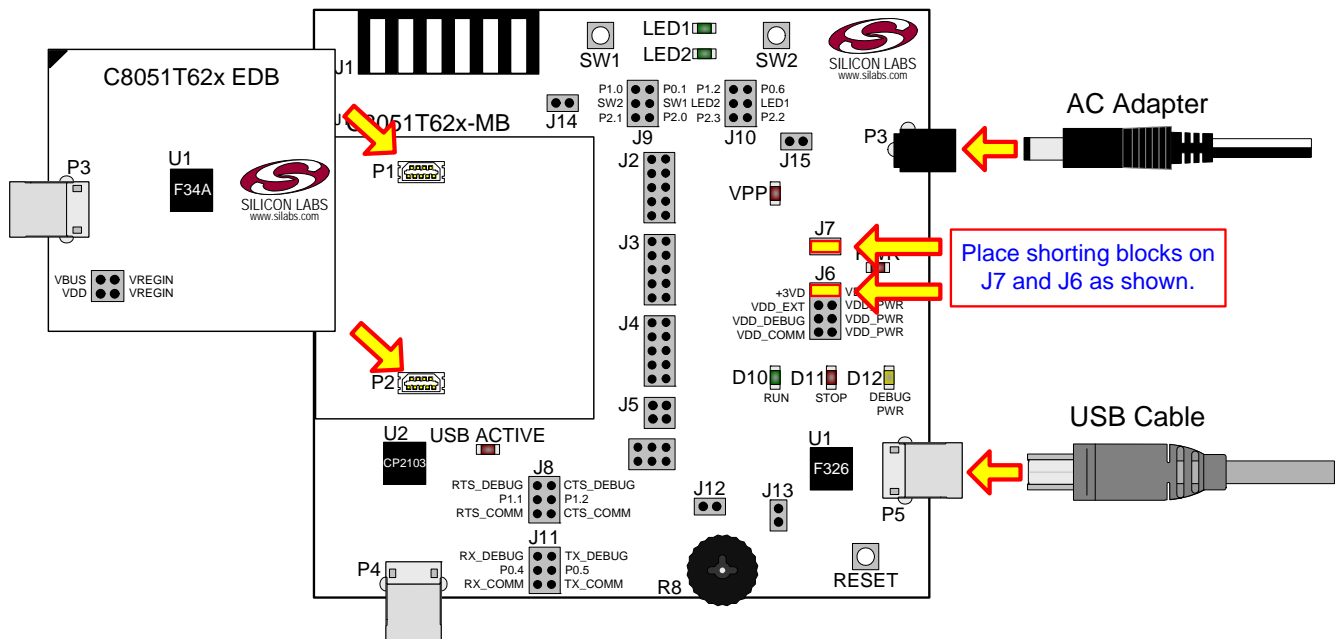 LED1
LED2
SW1
SW2
SILICON LABS
www.silabs.com
C8051T62x EDB
J1
C8051T62x-MB
J14
P1.0 P0.1
SW2 SW1
P2.1 P2.0
J9
P1.2 P0.6
LED2 LED1
P2.3 P2.2
J10
J15
P3
AC Adapter
P3
U1
F34A
SILICON LABS
www.silabs.com
VBUS VREGIN
VDD VREGIN
P1
P2
J2
J3
J4
J5
VPP
J7
J6
+3VD
VDD_EXT VDD_PWR
VDD_DEBUG VDD_PWR
VDD_COMM VDD_PWR
Place shorting blocks on
J7 and J6 as shown.
D10
RUN
D11
STOP
D12
DEBUG
PWR
USB Cable
U2
CP2103
USB ACTIVE
U1
F326
P5
J8
RTS_DEBUG CTS_DEBUG
P1.1 P1.2
RTS_COMM CTS_COMM
J12
J13
J11
RX_DEBUG TX_DEBUG
P0.4 P0.5
RX_COMM TX_COMM
P4
R8
RESET